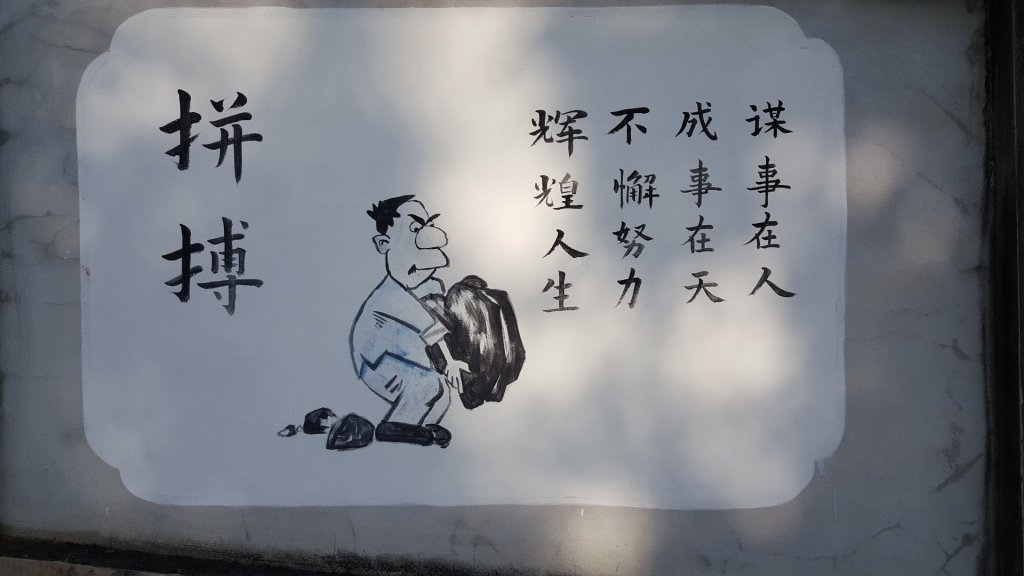 谋事在人
成事在天
不懈努力
辉煌人生
拼搏